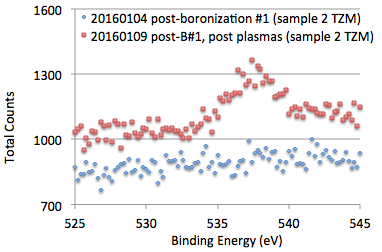 20160104 post-boronization #1 (sample 2 TZM)
20160109 post-B#1, post plasmas (sample 2 TZM)
1600
1300
1000
700
Total Counts
525 530 535 540 545
Binding Energy (eV)